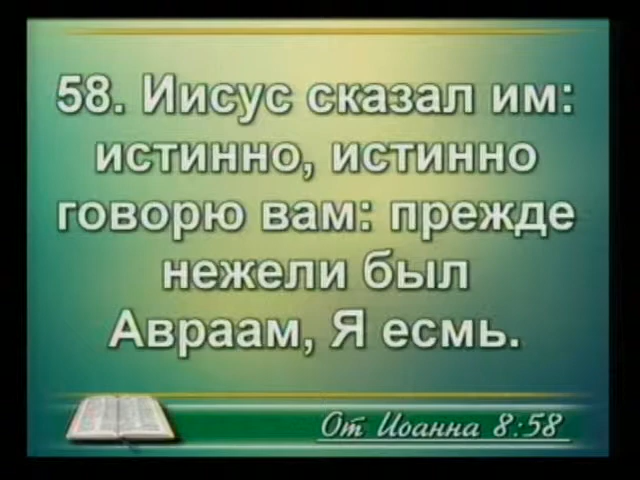 58. Иисус сказал им:
истинно, истинно
говорю вам: прежде
нежели был
Авраам, Я есмь.
От Иоанна 8:58